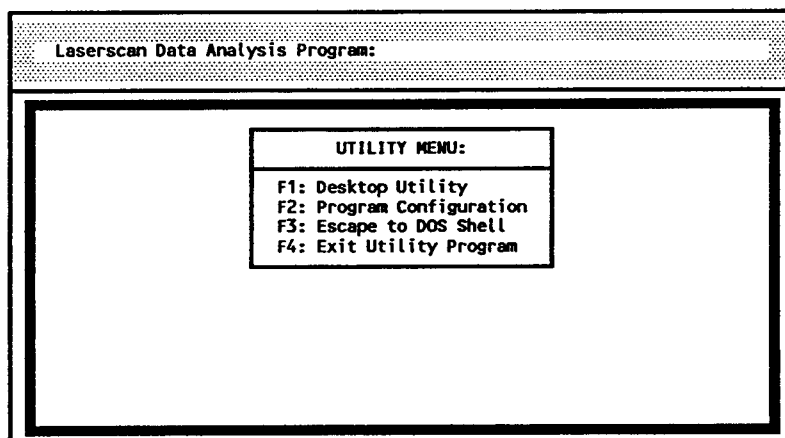 Laserscan Data Analysis Program:
UTILITY MENU:
F1: Desktop Utility
F2: Program Configuration
F3: Escape to DOS Shell
F4: Exit Utility Program